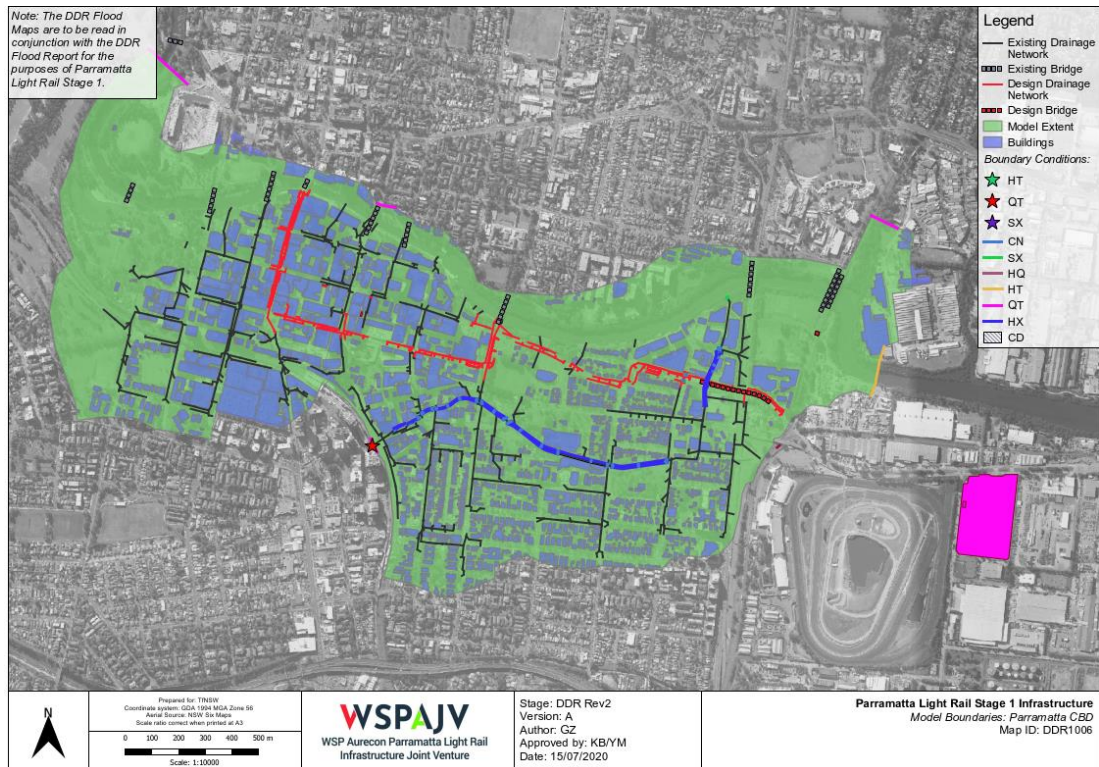 Note: The DDR Flood
Maps are to be read in
conjunction with the DDR
Flood Report for the
purposes of Parramatta
Light Rail Stage 1.
Legend
Existing Drainage
Network
Existing Bridge
Design Drainage
Network
Design Bridge
Model Extent
Buildings
Boundary Conditions:
HT
QT
SX
CN
SX
HQ
HT
QT
HX
CD
N
Prepared for: TfNSW
Coordinate system: GDA 1994 MGA Zone 56
Aerial Source: NSW Six Maps
Scale ratio correct when printed at A3
0 100 200 300 400 500 m
Scale: 1:10000
WSPAJV
WSP Aurecon Parramatta Light Rail
Infrastructure Joint Venture
Stage: DDR Rev2
Version: A
Author: GZ
Approved by: KB/YM
Date: 15/07/2020
Parramatta Light Rail Stage 1 Infrastructure
Model Boundaries: Parramatta CBD
Map ID: DDR1006